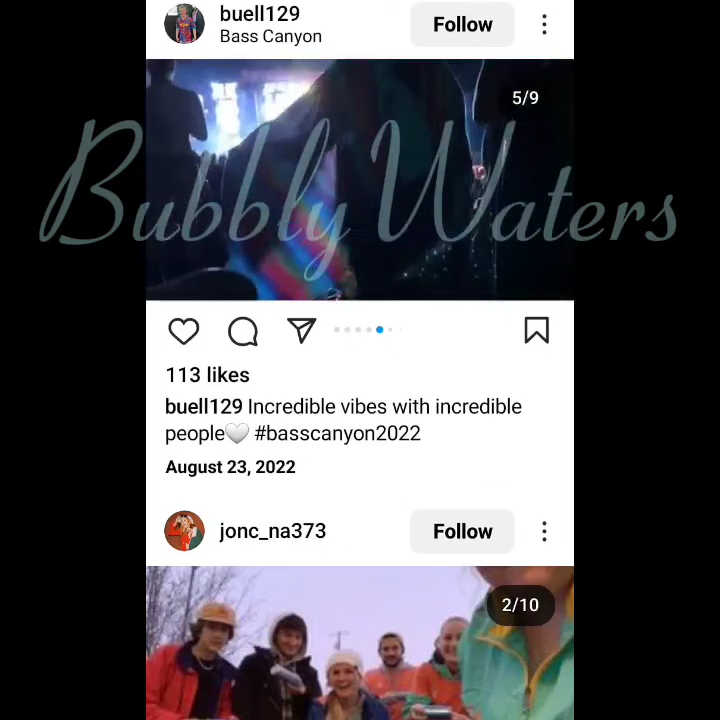 buell129
Bass Canyon
Follow
5/9
Bubbly Waters
113 likes
buell129 Incredible vibes with incredible
people🤍 #basscanyon2022
August 23, 2022
jonc_na373
Follow
2/10